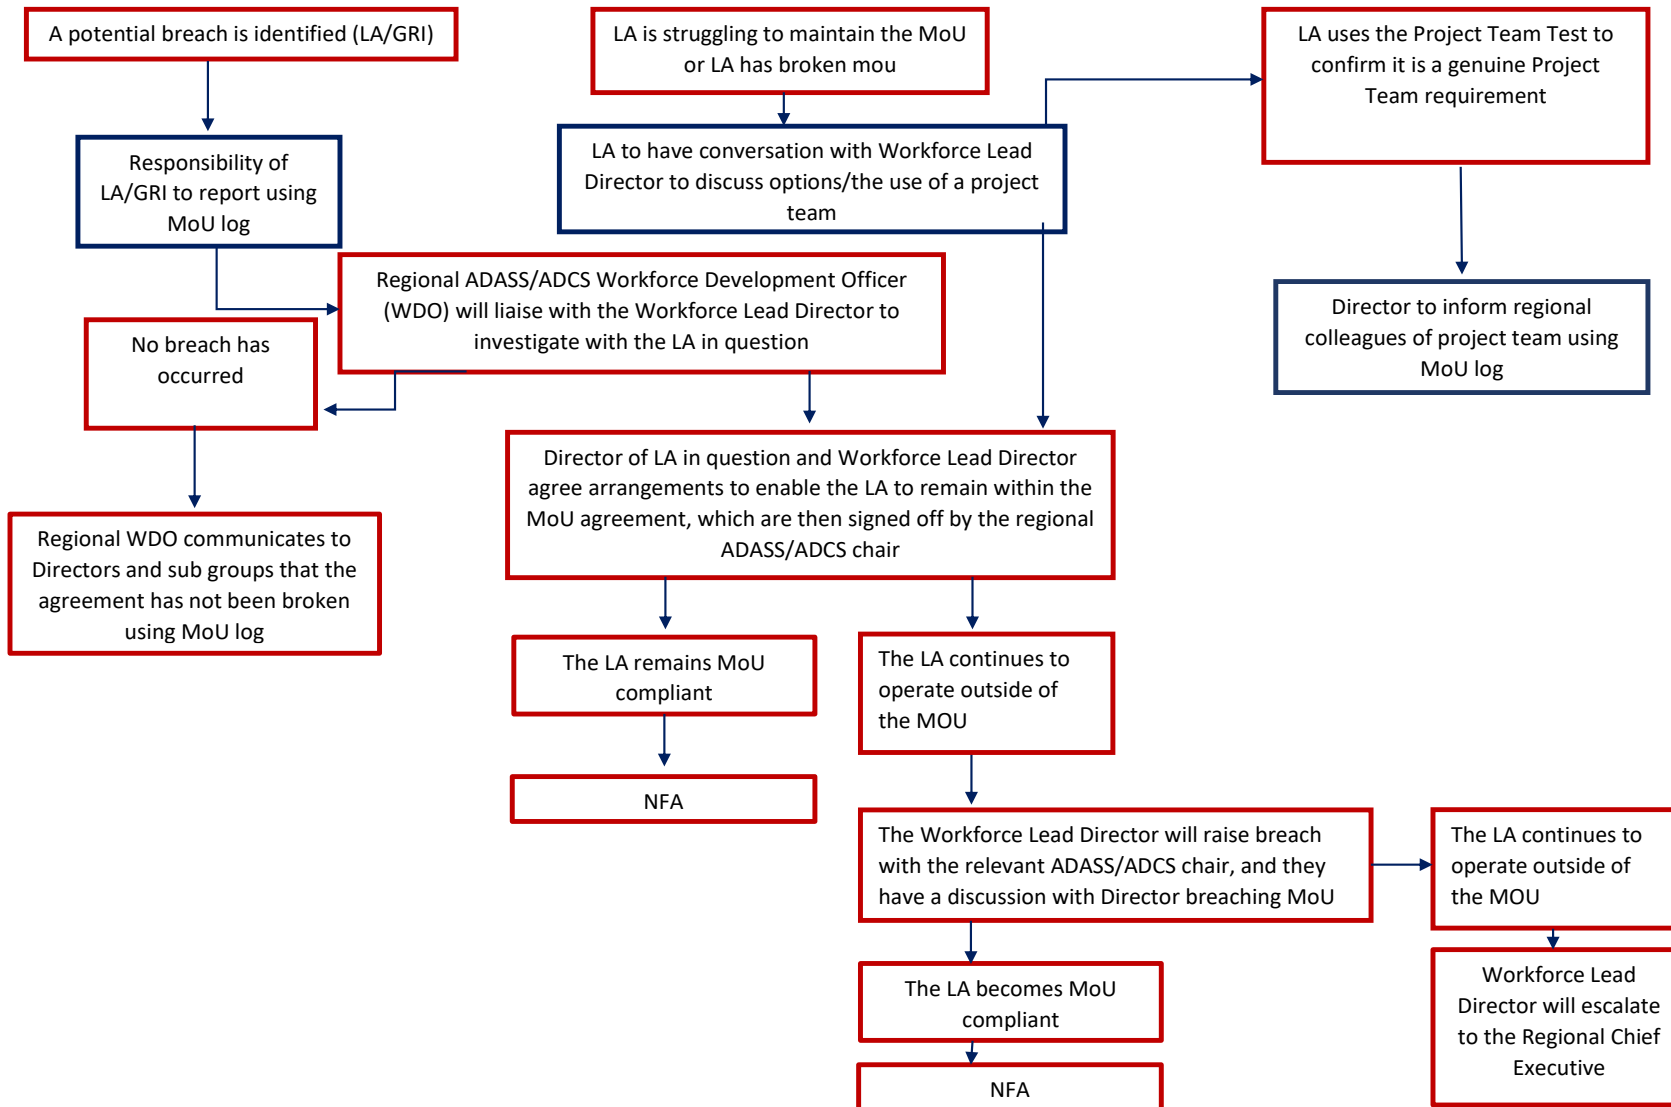 A potential breach is identified (LA/GRI)
LA is struggling to maintain the MoU
or LA has broken mou
LA uses the Project Team Test to
confirm it is a genuine Project
Team requirement
Responsibility of
LA/GRI to report using
MoU log
LA to have conversation with Workforce Lead
Director to discuss options/the use of a project
team
Regional ADASS/ADCS Workforce Development Officer
(WDO) will liaise with the Workforce Lead Director to
investigate with the LA in question
Director to inform regional
colleagues of project team using
MoU log
No breach has
occurred
Director of LA in question and Workforce Lead Director
agree arrangements to enable the LA to remain within the
MoU agreement, which are then signed off by the regional
ADASS/ADCS chair
Regional WDO communicates to
Directors and sub groups that the
agreement has not been broken
using MoU log
The LA remains MoU
compliant
The LA continues to
operate outside of
the MOU
NFA
The Workforce Lead Director will raise breach
with the relevant ADASS/ADCS chair, and they
have a discussion with Director breaching MoU
The LA continues to
operate outside of
the MOU
The LA becomes MoU
compliant
Workforce Lead
Director will escalate
to the Regional Chief
Executive
NFA